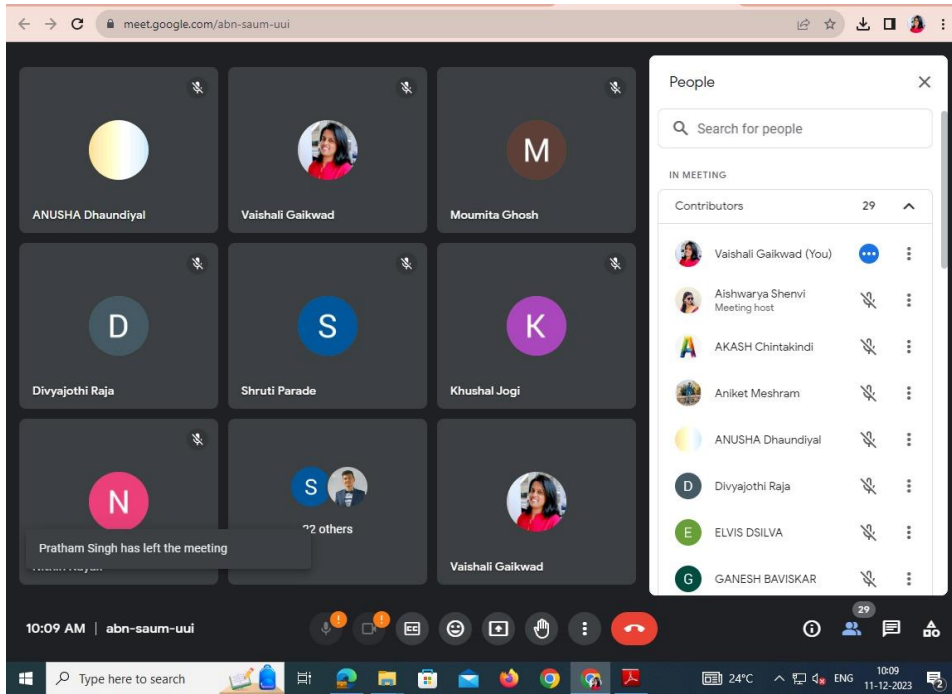 meet.google.com/abn-saum-uui
ANUSHA Dhaundiyal
Vaishali Gaikwad
M
Moumita Ghosh
D
Divyajothi Raja
S
Shruti Parade
K
Khushal Jogi
N
Pratham Singh has left the meeting
S
22 others
Vaishali Gaikwad
People
Search for people
IN MEETING
Contributors 29
Vaishali Gaikwad (You)
Aishwarya Shenvi
Meeting host
A
AKASH Chintakindi
Aniket Meshram
ANUSHA Dhaundiyal
D Divyajothi Raja
E ELVIS DSILVA
G GANESH BAVISKAR
10:09 AM | abn-saum-uui
CC
29
Type here to search
24°C
ENG
10:09
11-12-2023
2